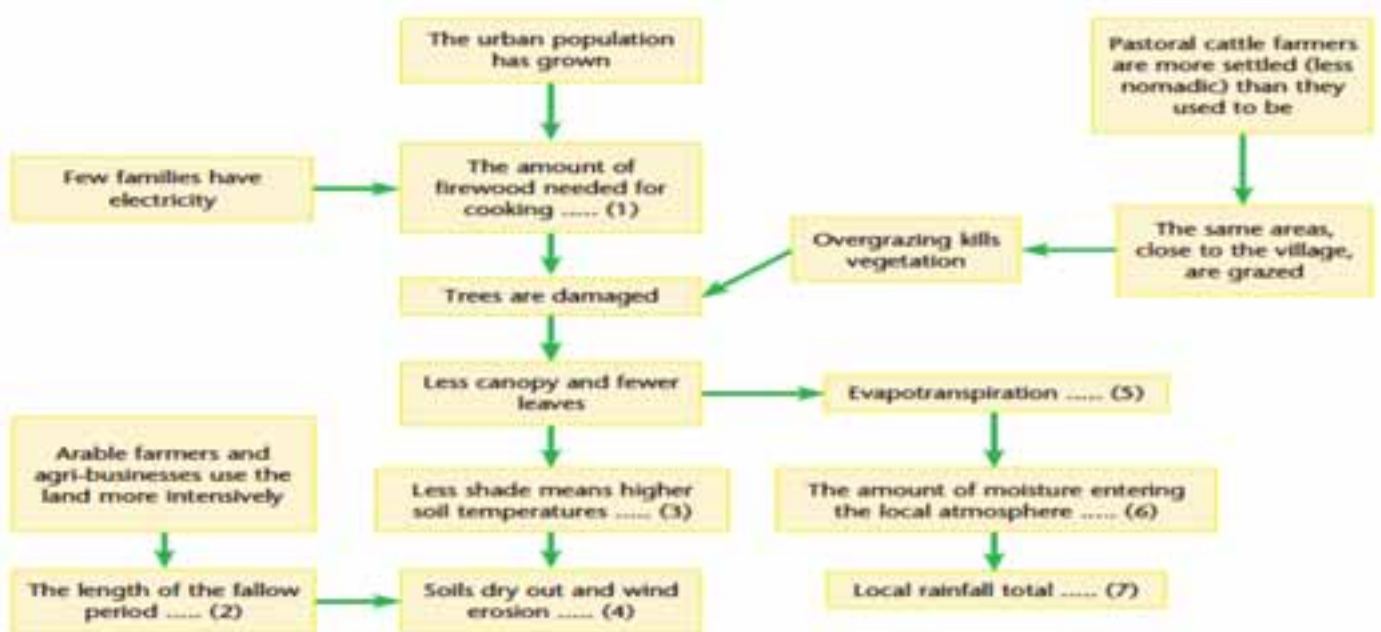 The urban population
has grown
Pastoral cattle farmers
are more settled (less
nomadic) than they
used to be
Few families have
electricity
The amount of
firewood needed for
cooking ..... (1)
Overgrazing kills
vegetation
The same areas,
close to the village,
are grazed
Trees are damaged
Less canopy and fewer
leaves
Evapotranspiration ..... (5)
Arable farmers and
agri-businesses use the
land more intensively
Less shade means higher
soil temperatures ..... (3)
The amount of moisture entering
the local atmosphere ..... (6)
The length of the fallow
period ..... (2)
Soils dry out and wind
erosion ..... (4)
Local rainfall total ..... (7)